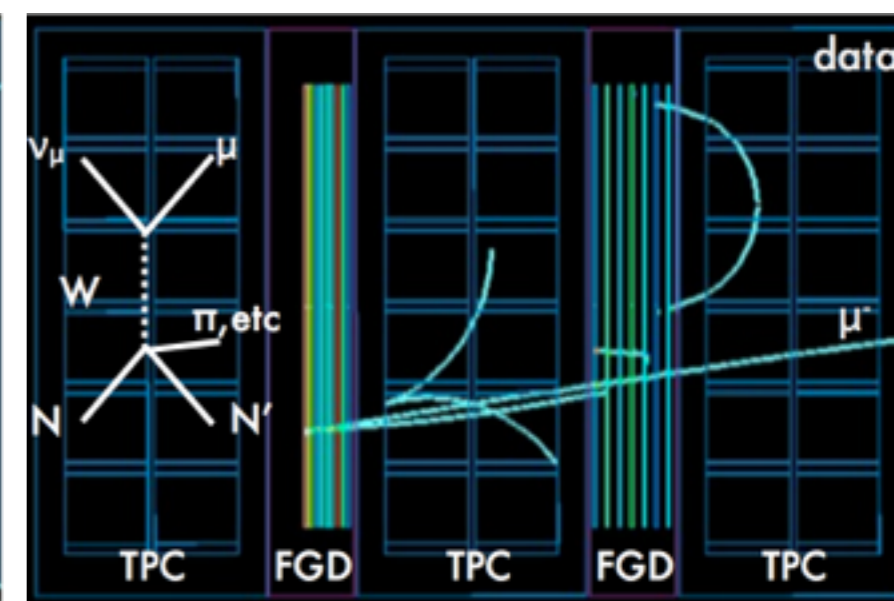 data
νμ μ
W
π, etc
μ-
N N′
TPC FGD TPC FGD TPC